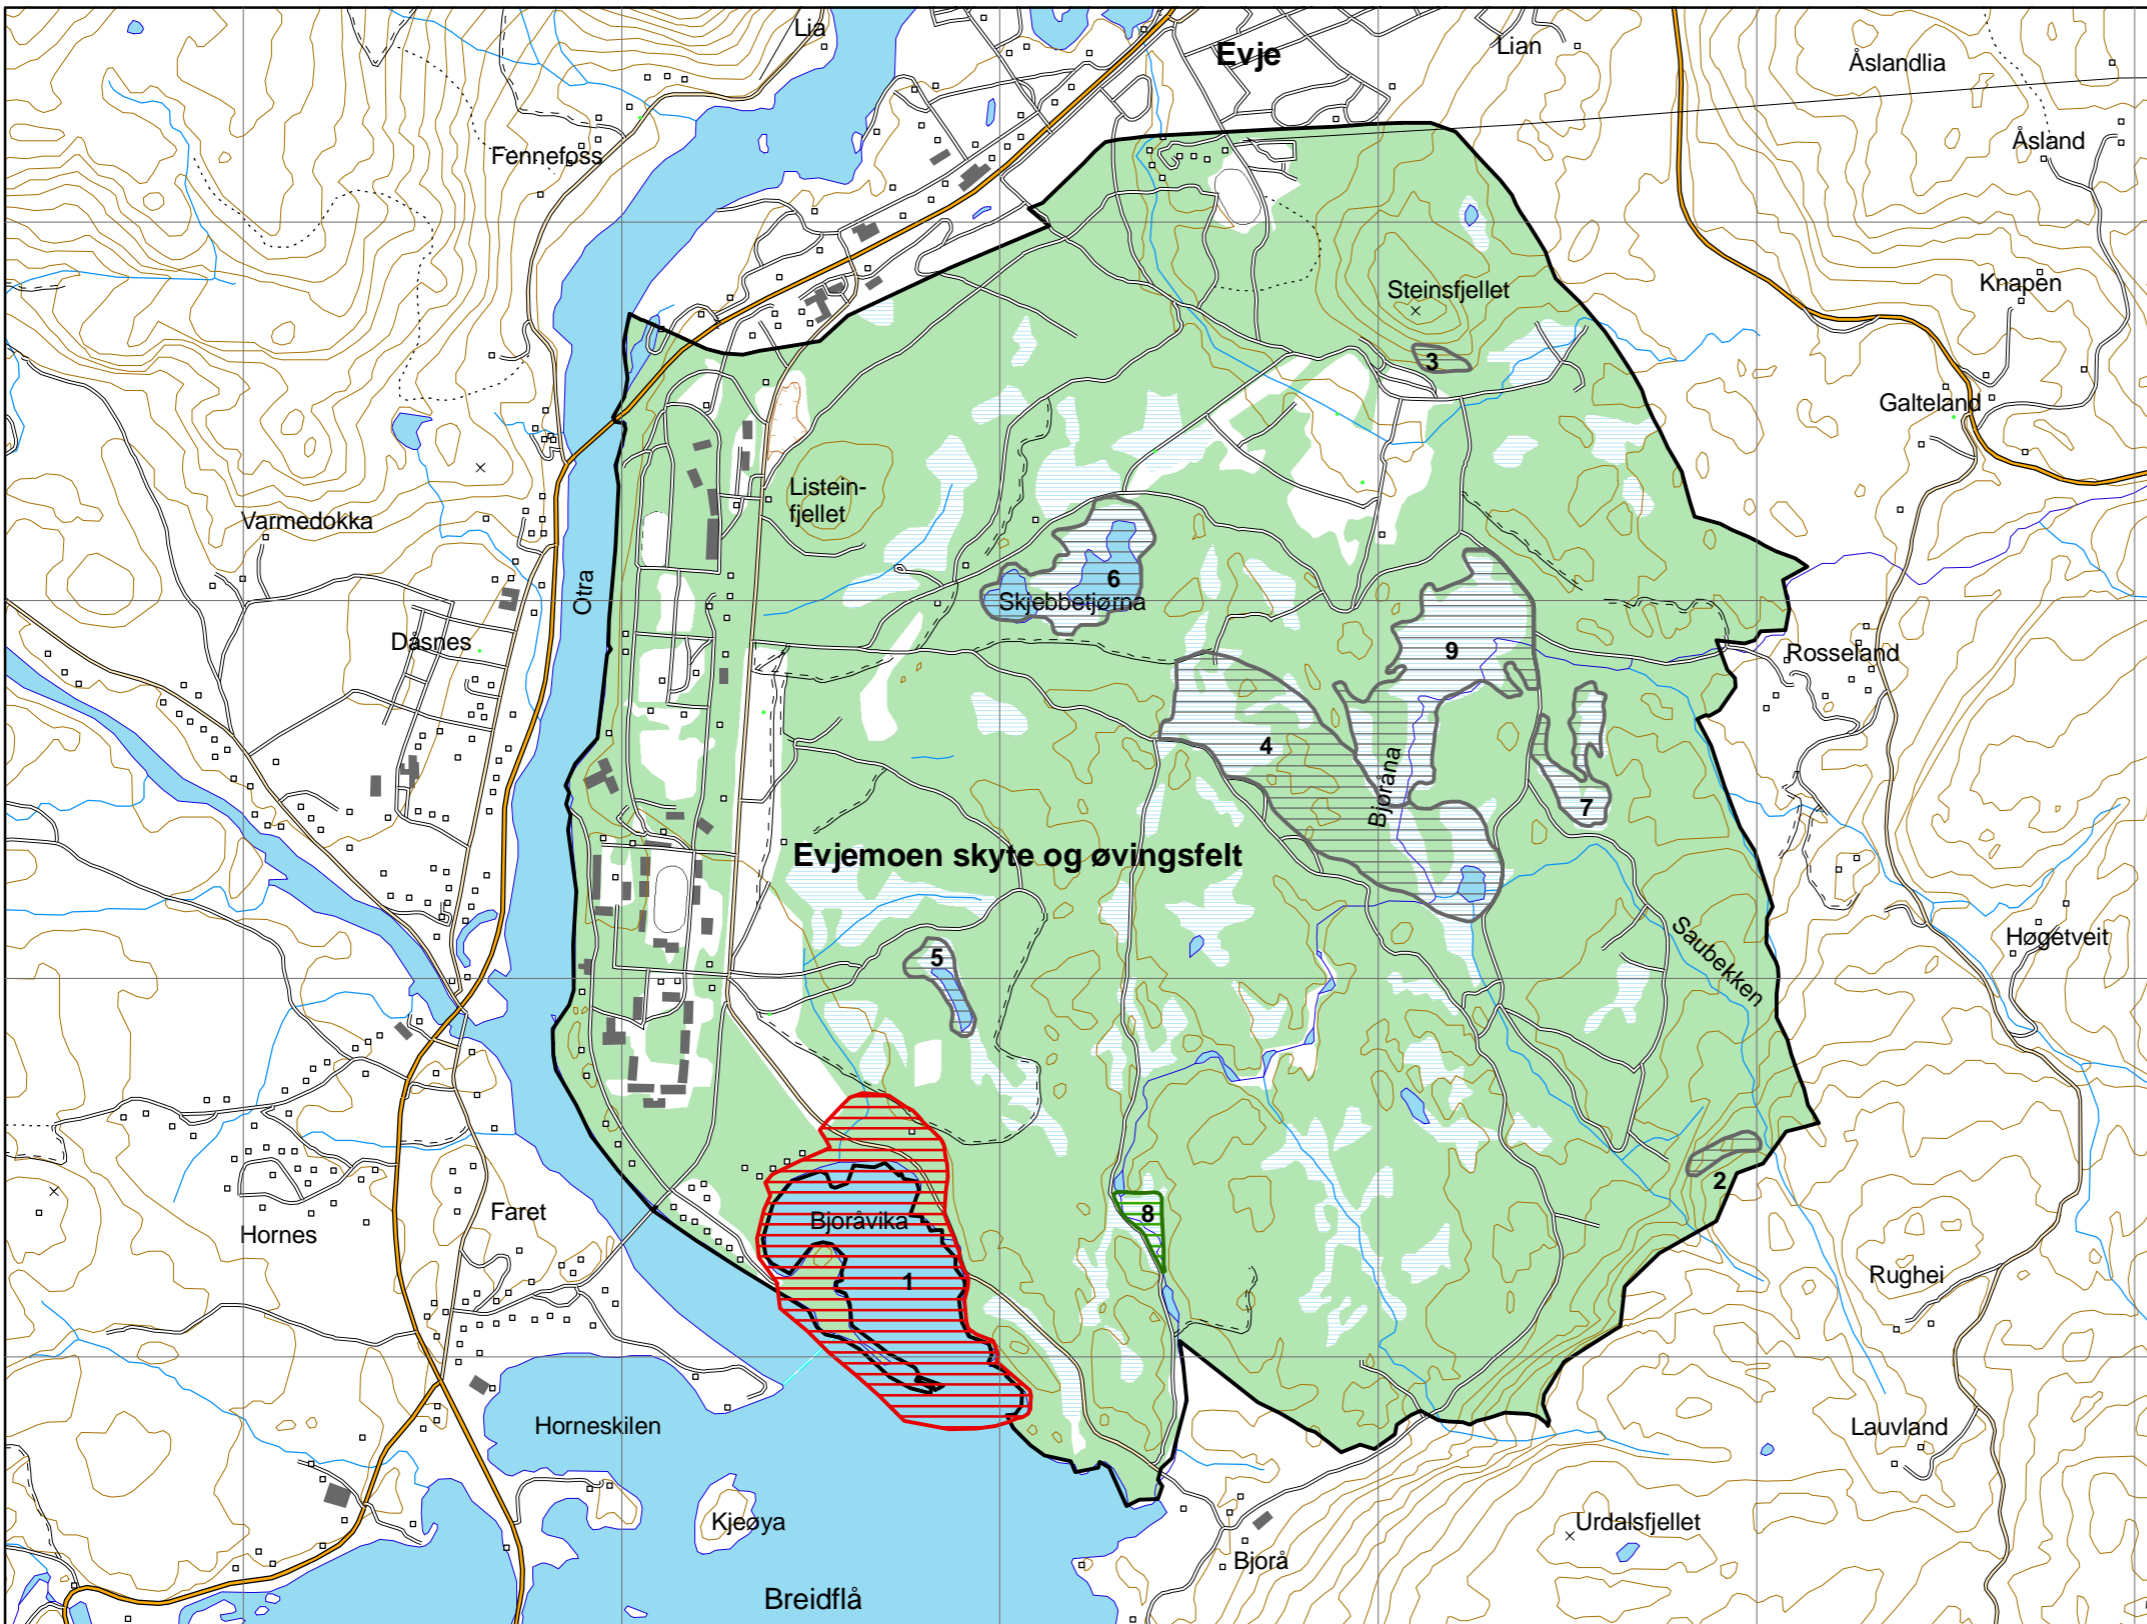 Lia
Evje
Lian
Åslandlia
Fennefoss
Åsland
Knapen
Steinsfjellet
3
Galteland
Listein-
fjellet
Varmedokka
Otra
6
Skjebbetjørna
Dåsnes
9
Rosseland
4
Bjoråna
7
Evjemoen skyte og øvingsfelt
Saubekken
Høgetveit
5
2
Faret
Hornes
Bjoråvika
8
1
Rughei
Horneskilen
Lauvland
Kjeøya
Urdalsfjellet
Bjorå
Breidflå